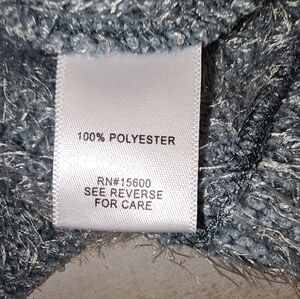 100% POLYESTER
RN#15600
SEE REVERSE
FOR CARE